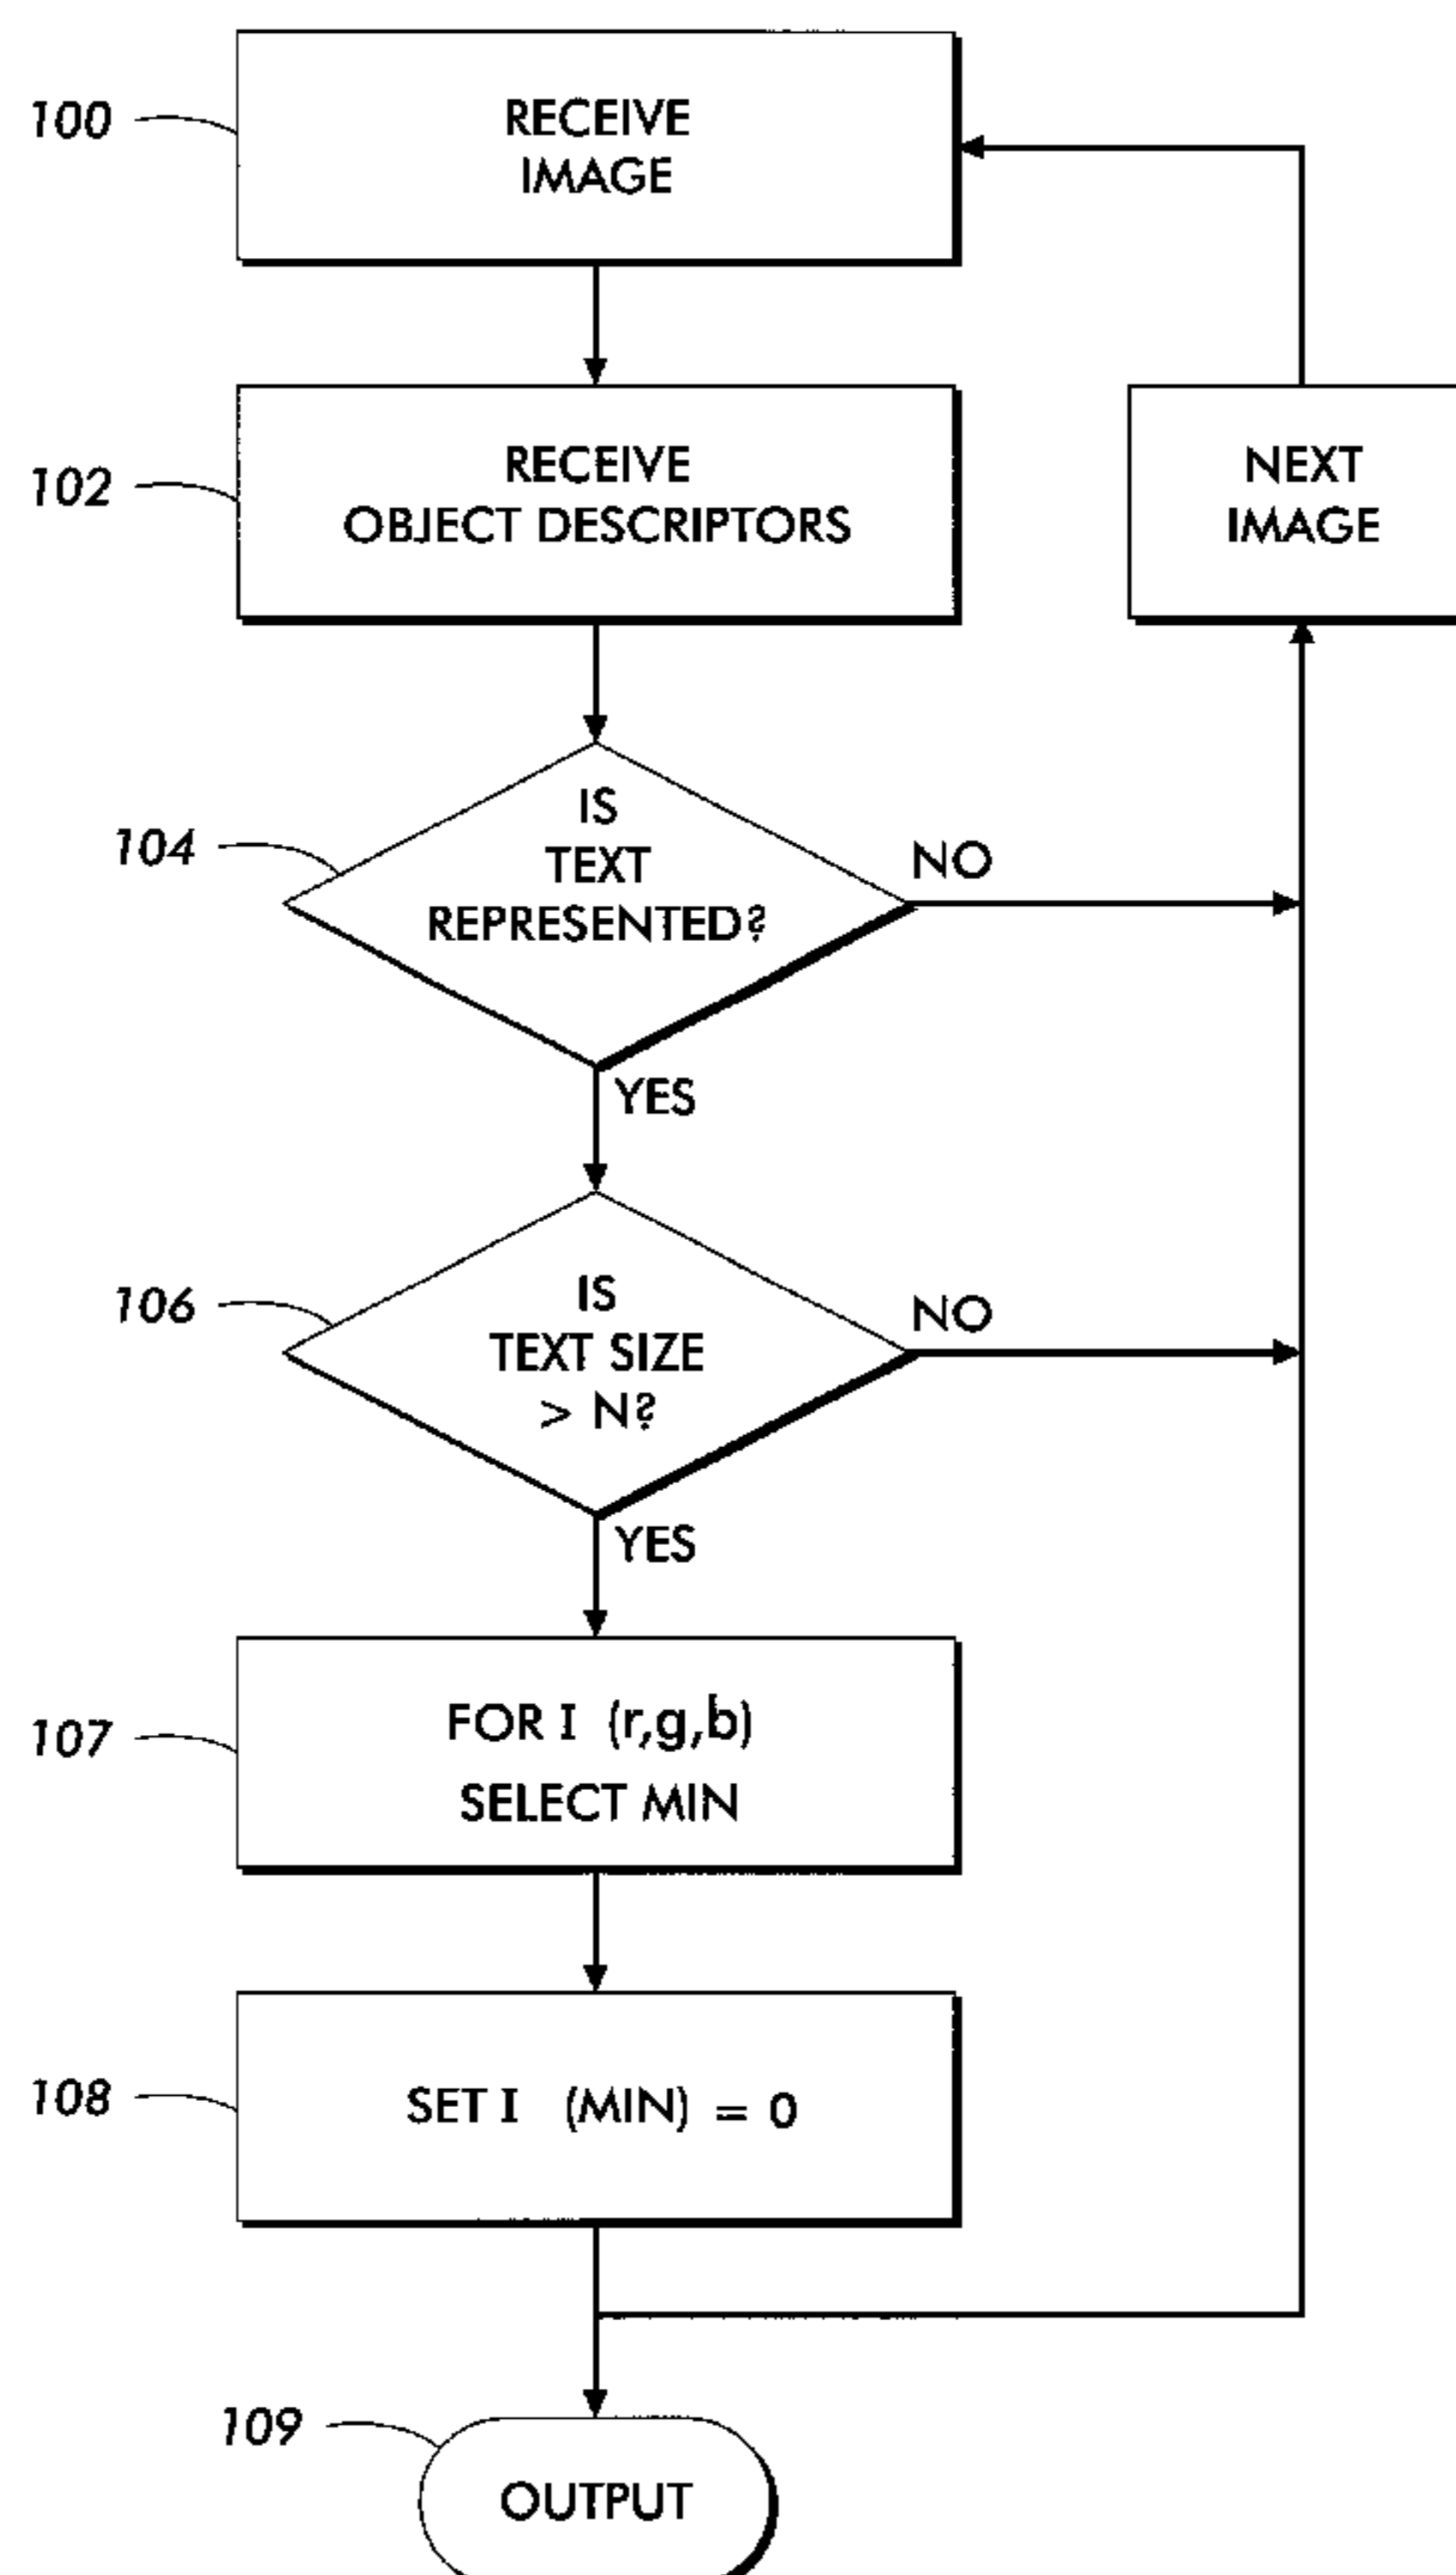 100
RECEIVE
IMAGE
102
RECEIVE
OBJECT DESCRIPTORS
NEXT
IMAGE
104
IS
TEXT
REPRESENTED?
NO
YES
106
IS
TEXT SIZE
> N?
NO
YES
107
FOR I (r,g,b)
SELECT MIN
108
SET I (MIN) = 0
109
OUTPUT